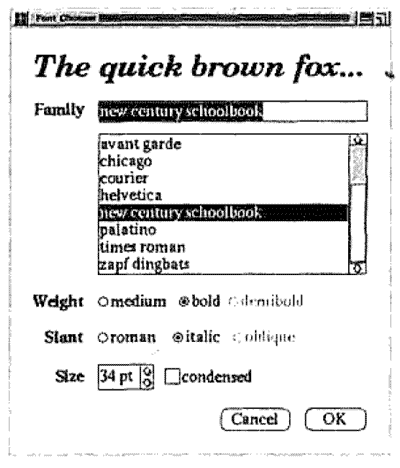 Font Chooser
The quick brown fox...
Family new century schoolbook
avant garde
chicago
courier
helvetica
new century schoolbook
palatino
times roman
zapf dingbats
Weight medium bold demibold
Slant roman italic oblique
Size 34 pt condensed
Cancel OK